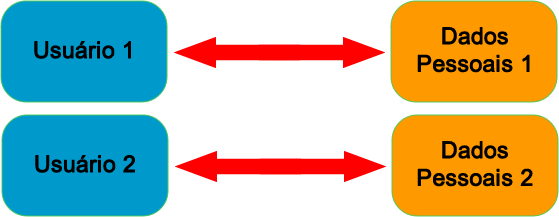 Usuário 1
Dados
Pessoais 1
Usuário 2
Dados
Pessoais 2